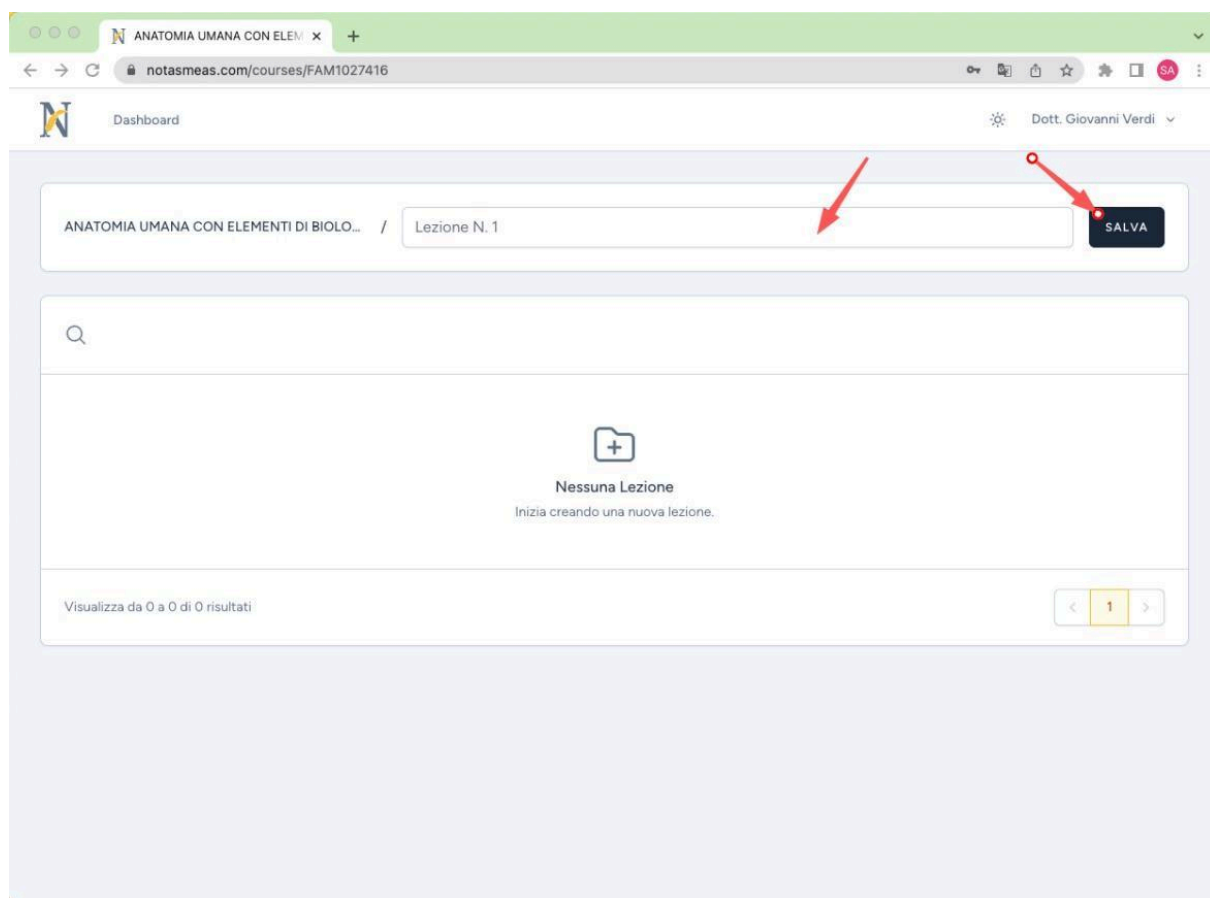 ANATOMIA UMANA CON ELEM
notasmeas.com/courses/FAM1027416
SA
Dashboard
Dott. Giovanni Verdi
ANATOMIA UMANA CON ELEMENTI DI BIOLO... / Lezione N. 1
SALVA
Nessuna Lezione
Inizia creando una nuova lezione.
Visualizza da 0 a 0 di 0 risultati
< 1 >